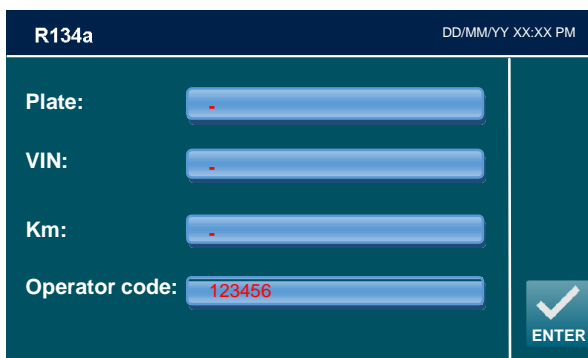 R134a DD/MM/YY XX:XX PM
Plate: -
VIN: -
Km: -
Operator code: 123456
ENTER